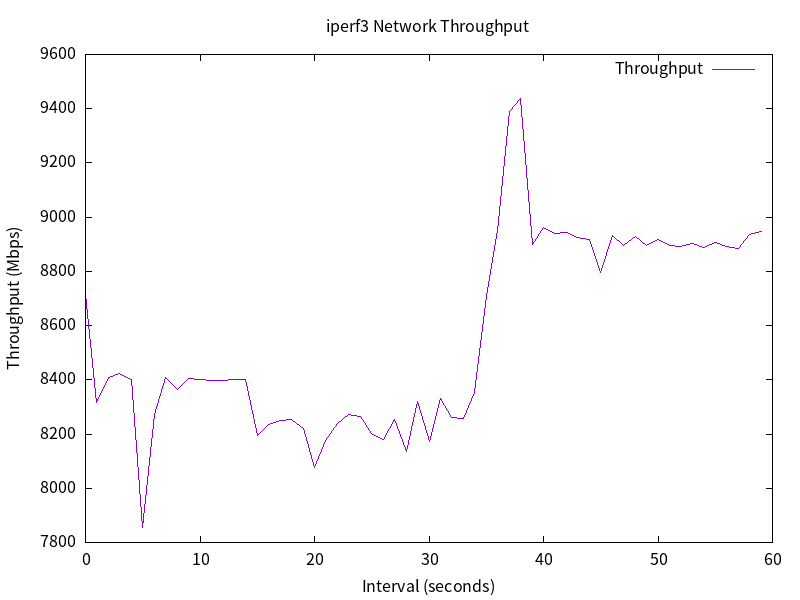 iperf3 Network Throughput
Throughput
Throughput (Mbps)
9600
9400
9200
9000
8800
8600
8400
8200
8000
7800
0 10 20 30 40 50 60
Interval (seconds)